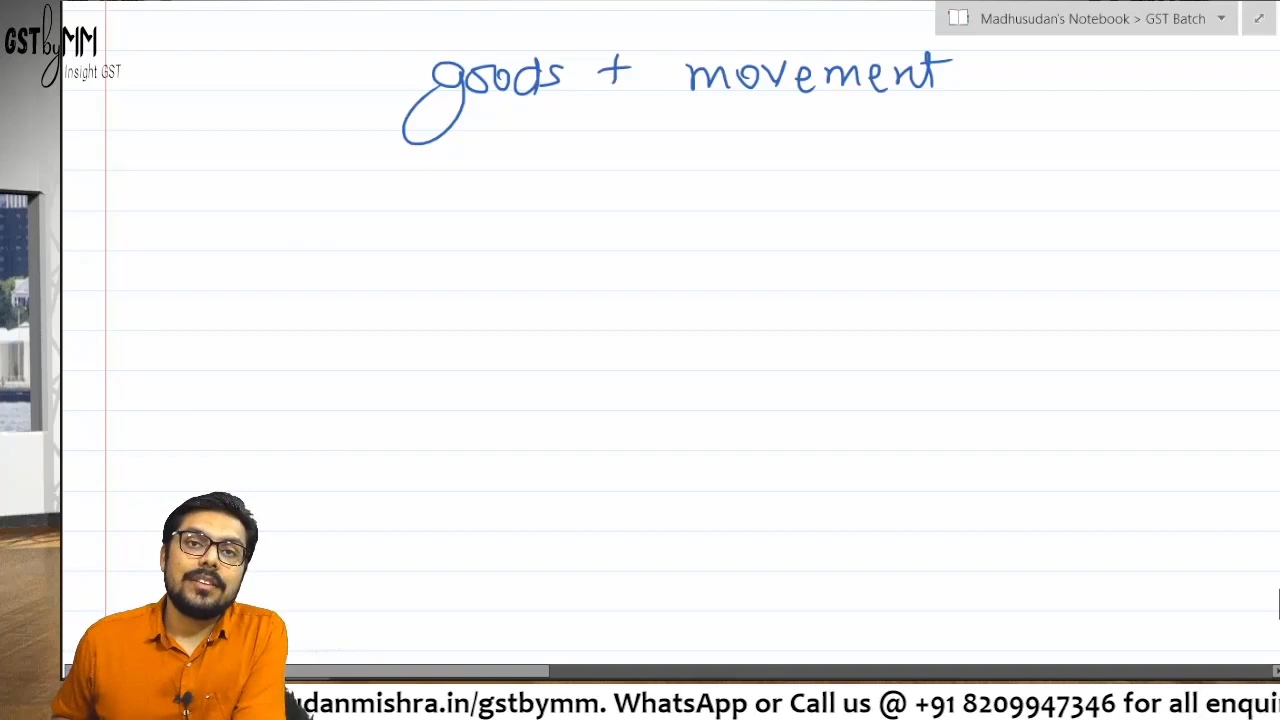 GSTbyMM
Insight GST
Madhusudan's Notebook > GST Batch
goods + movement
udanmishra.in/gstbymm. WhatsApp or Call us @ +91 8209947346 for all enqui